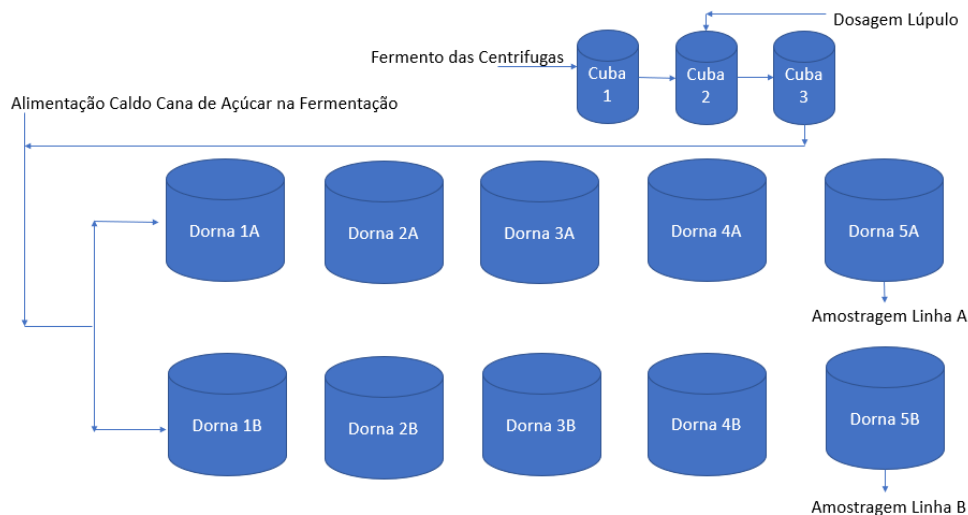 Dosagem Lúpulo
Fermento das Centrifugas
Cuba
1
Cuba
2
Cuba
3
Alimentação Caldo Cana de Açúcar na Fermentação
Dorna 1A
Dorna 2A
Dorna 3A
Dorna 4A
Dorna 5A
Amostragem Linha A
Dorna 1B
Dorna 2B
Dorna 3B
Dorna 4B
Dorna 5B
Amostragem Linha B